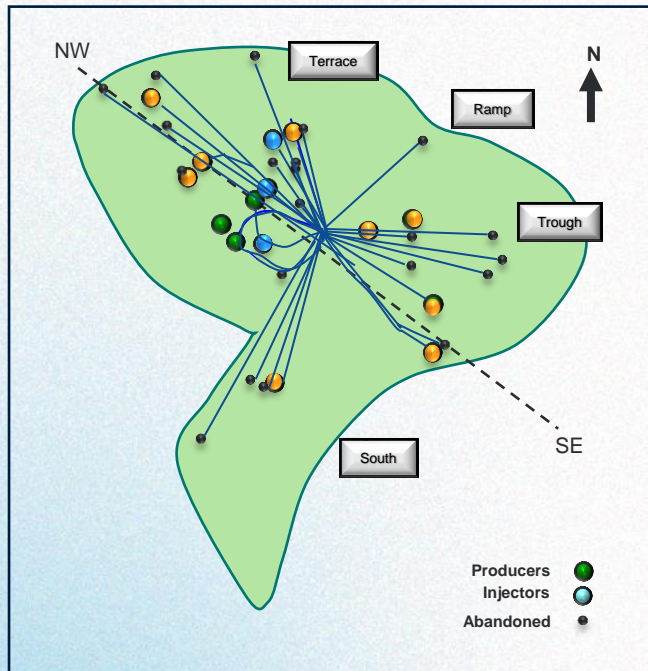 NW
Terrace
N
Ramp
Trough
SE
South
Producers
Injectors
Abandoned